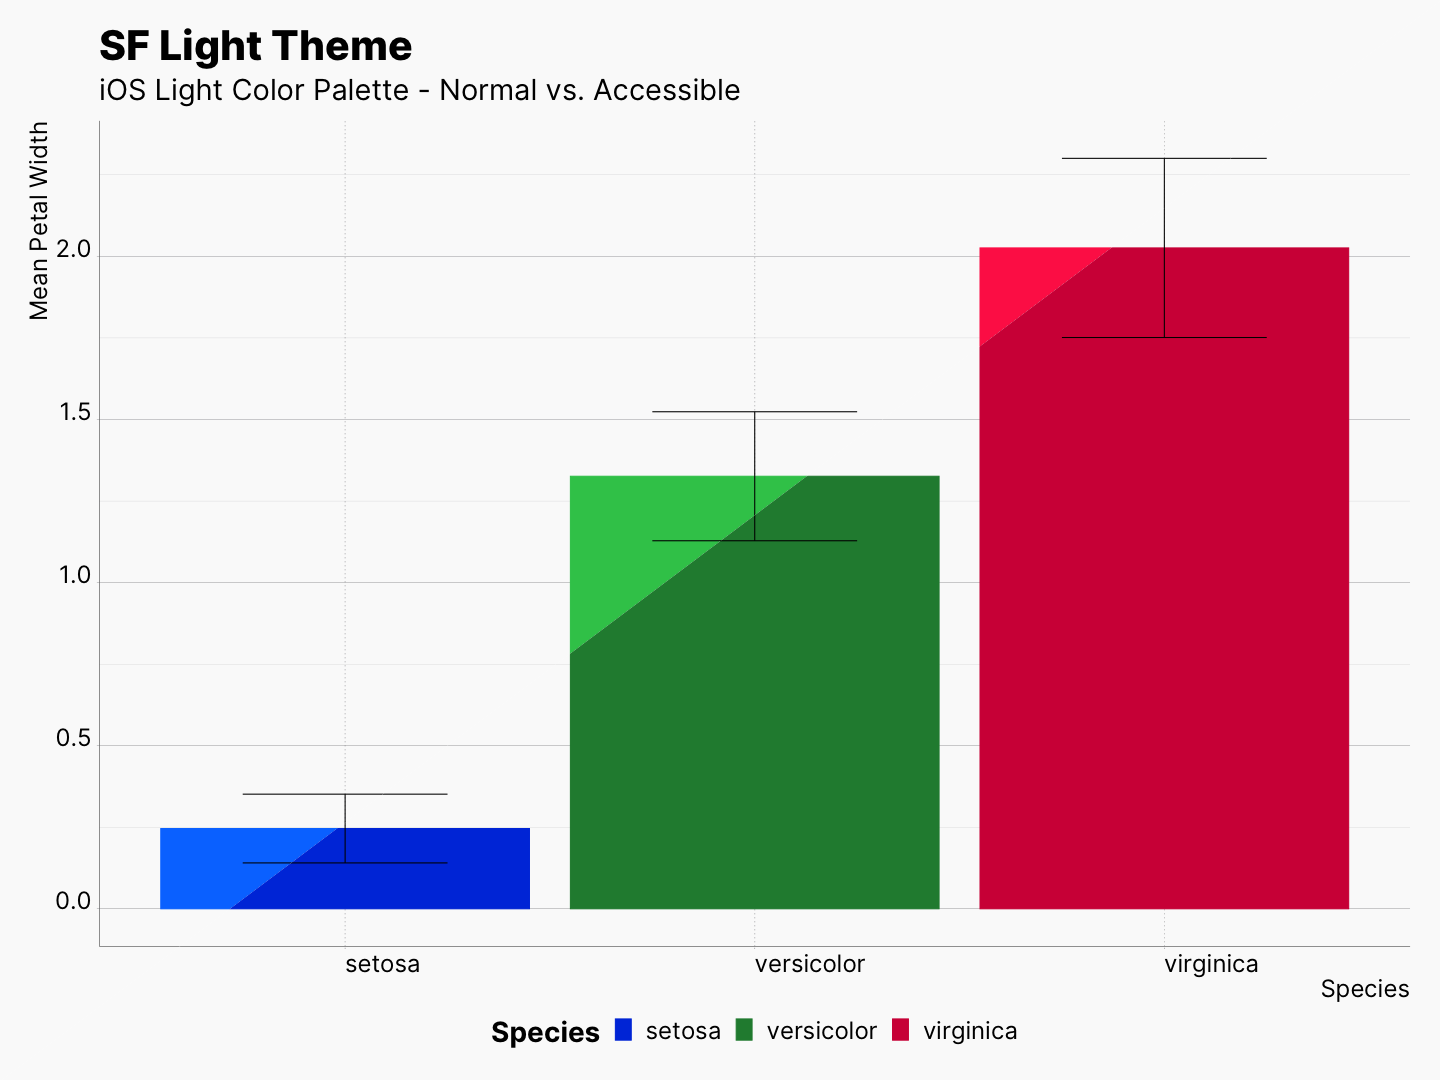 SF Light Theme
iOS Light Color Palette - Normal vs. Accessible
Mean Petal Width
2.0
1.5
1.0
0.5
0.0
setosa versicolor virginica
Species
Species setosa versicolor virginica